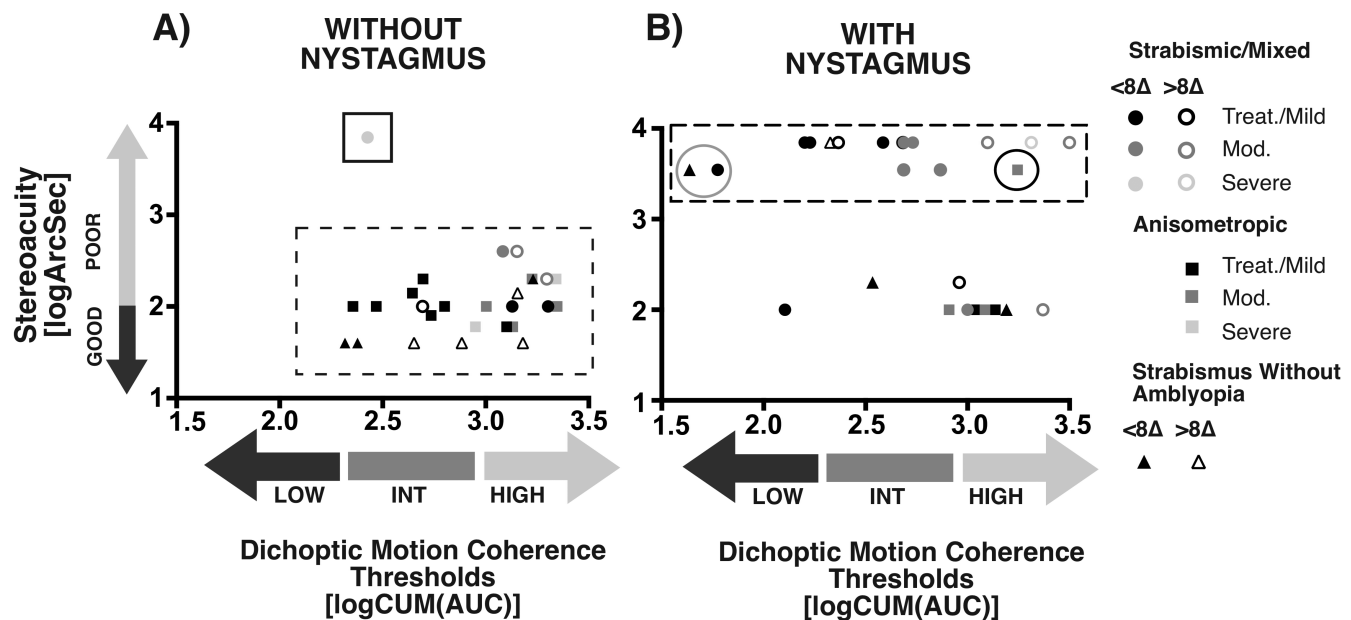 A)
WITHOUT
NYSTAGMUS
Stereoacuity
[logArcSec]
POOR
GOOD
4
3
2
1
1.5 2.0 2.5 3.0 3.5
LOW INT HIGH
Dichoptic Motion Coherence
Thresholds
[logCUM(AUC)]
B)
WITH
NYSTAGMUS
4
3
2
1
1.5 2.0 2.5 3.0 3.5
LOW INT HIGH
Dichoptic Motion Coherence
Thresholds
[logCUM(AUC)]
Strabismic/Mixed
<8Δ >8Δ
Treat./Mild
Mod.
Severe
Anisometropic
Treat./Mild
Mod.
Severe
Strabismus Without
Amblyopia
<8Δ >8Δ